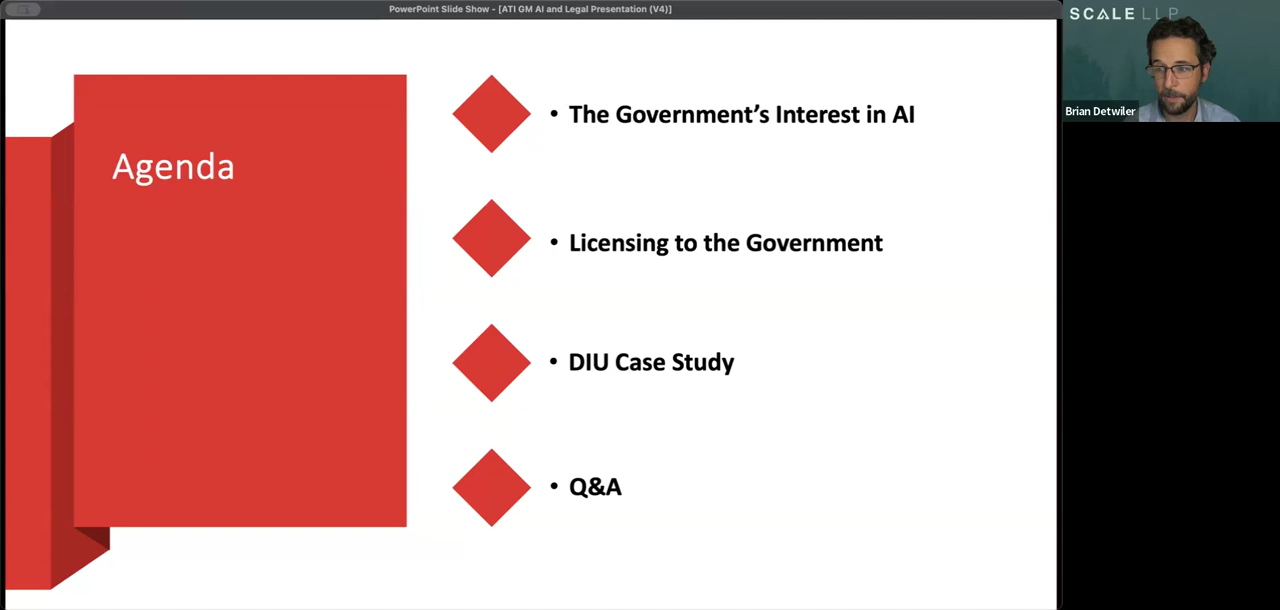 PowerPoint Slide Show - [ATI GM AI and Legal Presentation (V4)]
SCALE LLP
Agenda
• The Government’s Interest in AI
• Licensing to the Government
• DIU Case Study
• Q&A
Brian Detwiler